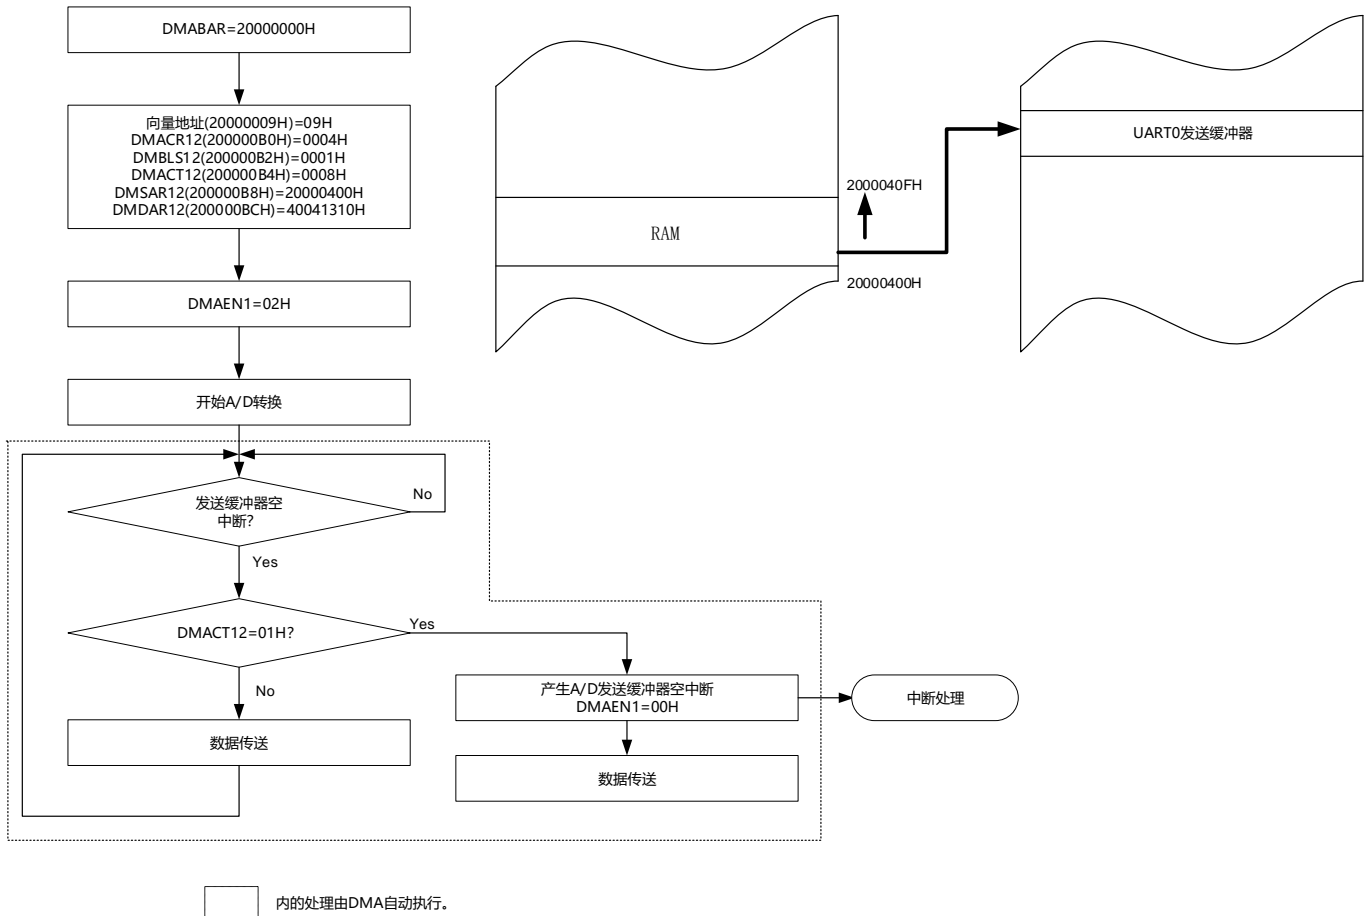 DMABAR=20000000H
向量地址(20000009H)=09H
DMACR12(200000B0H)=0004H
DMBLS12(200000B2H)=0001H
DMACT12(200000B4H)=0008H
DMSAR12(200000B8H)=20000400H
DMDAR12(200000BCH)=40041310H
DMAEN1=02H
开始A/D转换
发送缓冲器空
中断?
No
Yes
DMACT12=01H?
Yes
No
数据传送
产生A/D发送缓冲器空中断
DMAEN1=00H
数据传送
中断处理
RAM
2000040FH
20000400H
UART0发送缓冲器
内的处理由DMA自动执行。